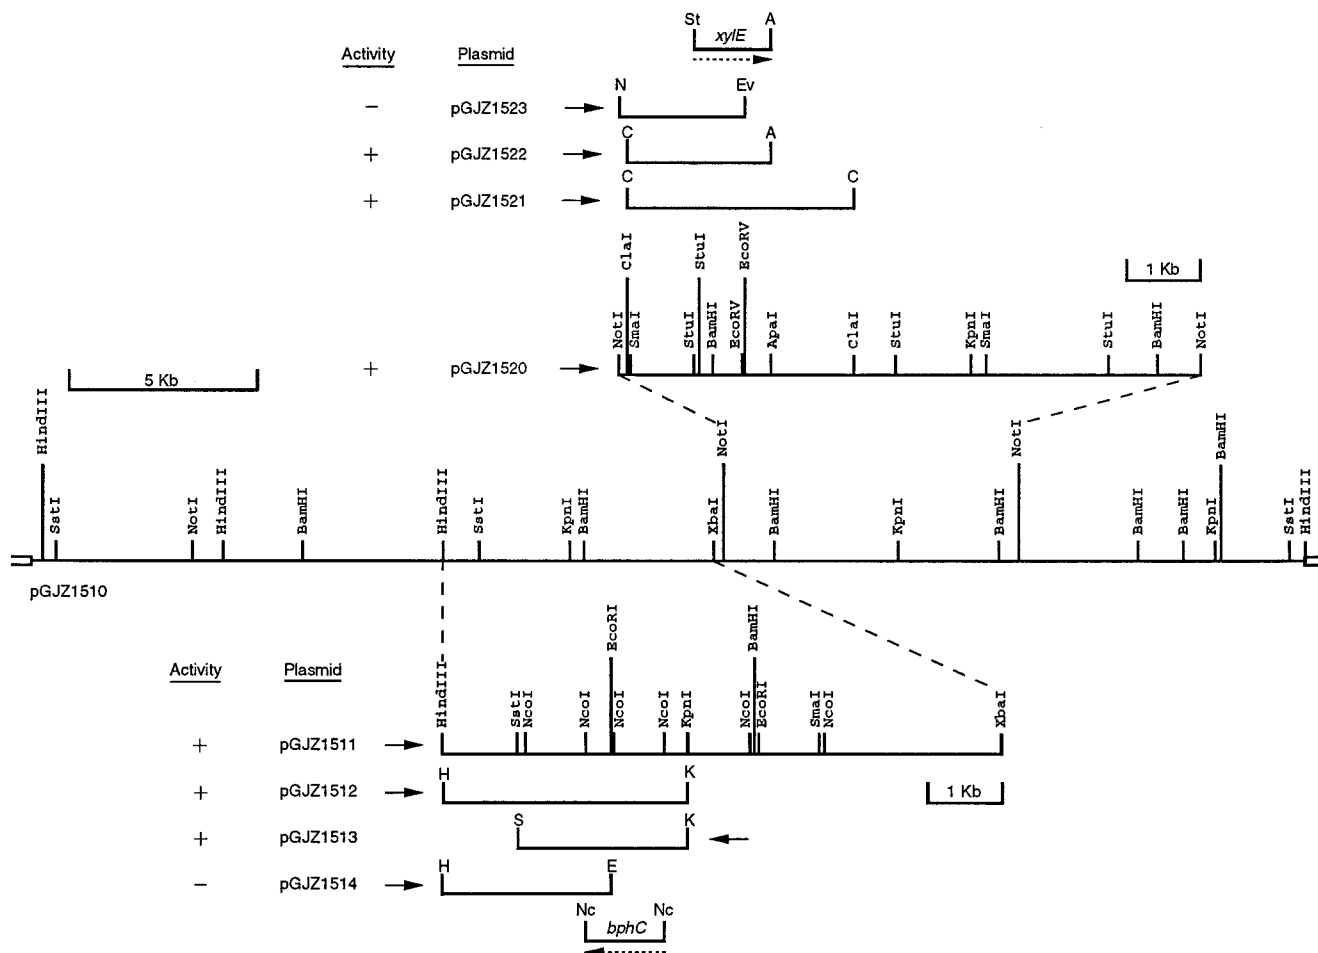 St A
xylE
Activity Plasmid
N Ev
− pGJZ1523
C A
+ pGJZ1522
C C
+ pGJZ1521
ClaI StuI EcoRV
1 Kb
NotI SmaI StuI BamHI EcoRV ApaI ClaI StuI KpnI SmaI StuI BamHI NotI
+ pGJZ1520
5 Kb
HindIII NotI NotI BamHI
SstI NotI HindIII BamHI HindIII SstI KpnI BamHI XbaI BamHI KpnI BamHI BamHI BamHI KpnI SstI HindIII
pGJZ1510
EcoRI BamHI
Activity Plasmid
HindIII SstI NcoI NcoI NcoI NcoI KpnI NcoI EcoRI SmaI NcoI XbaI
+ pGJZ1511
H K
+ pGJZ1512
1 Kb
S K
+ pGJZ1513
H E
− pGJZ1514
Nc Nc
bphC